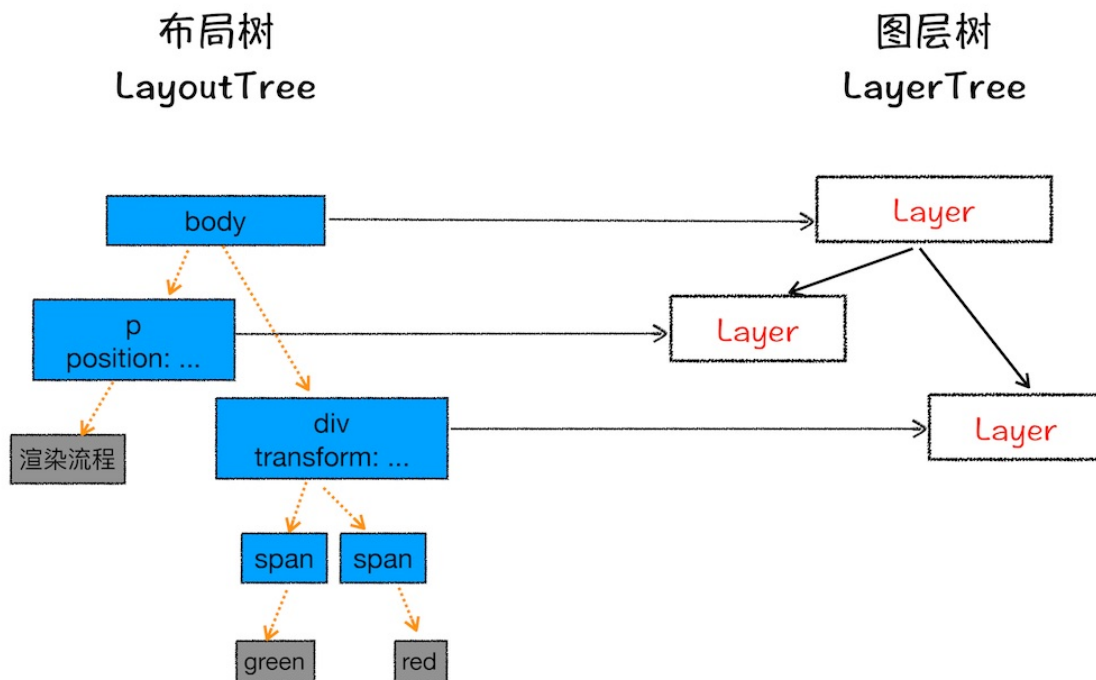 布局树
LayoutTree
图层树
LayerTree
body
Layer
p
position: ...
Layer
div
transform: ...
Layer
渲染流程
span
span
green
red